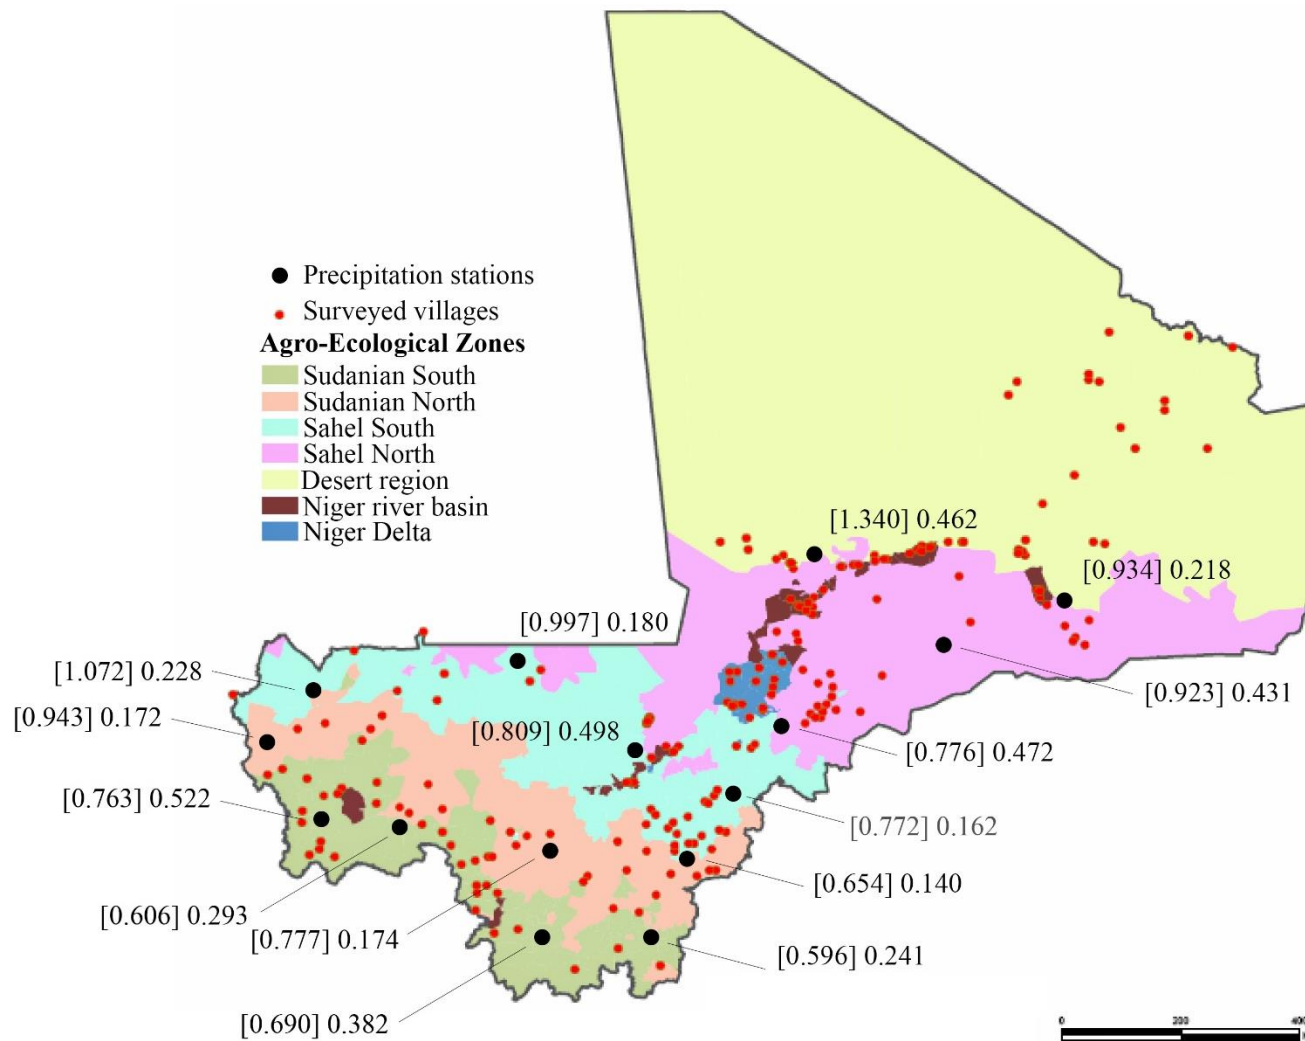 Precipitation stations
Surveyed villages
Agro-Ecological Zones
Sudanian South
Sudanian North
Sahel South
Sahel North
Desert region
Niger river basin
Niger Delta
[1.340] 0.462
[0.934] 0.218
[0.997] 0.180
[1.072] 0.228
[0.923] 0.431
[0.943] 0.172
[0.809] 0.498
[0.776] 0.472
[0.763] 0.522
[0.772] 0.162
[0.654] 0.140
[0.606] 0.293
[0.777] 0.174
[0.596] 0.241
[0.690] 0.382
0 200